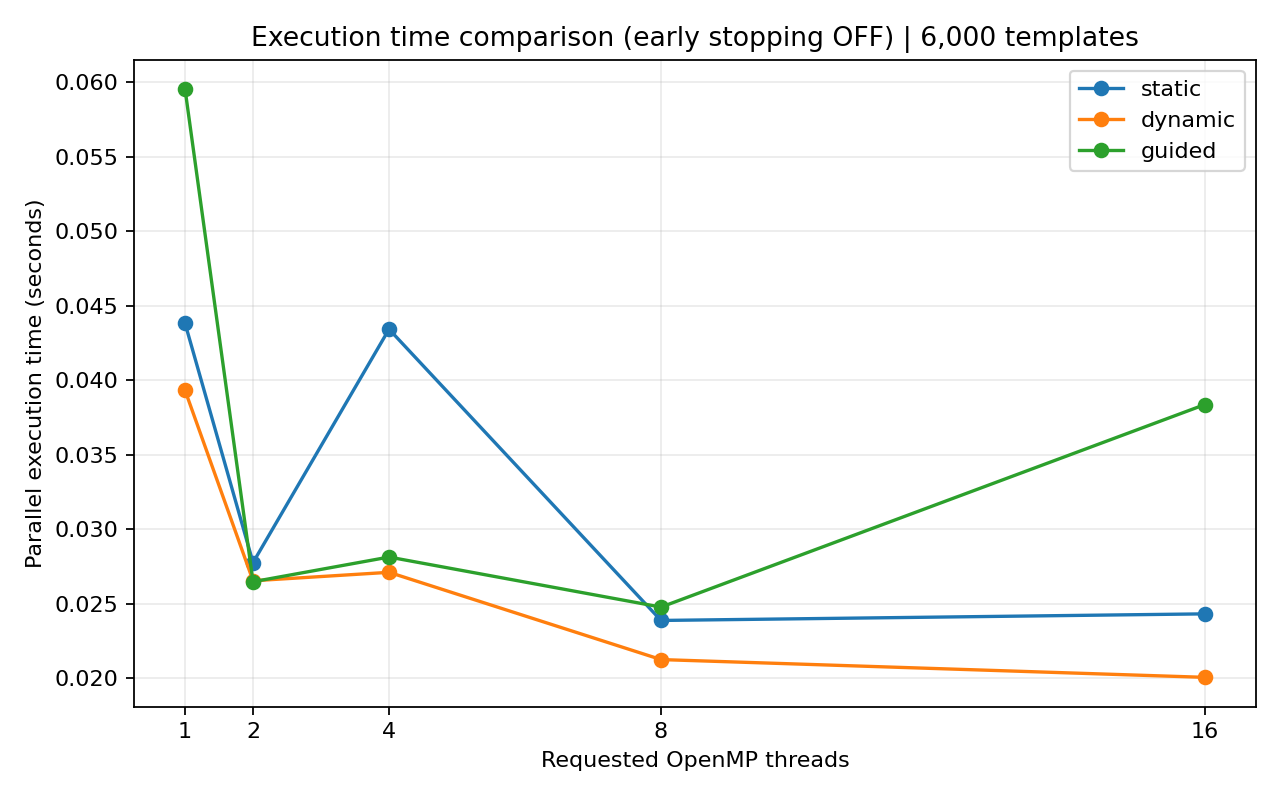 Execution time comparison (early stopping OFF) | 6,000 templates
static
dynamic
guided
Parallel execution time (seconds)
0.060
0.055
0.050
0.045
0.040
0.035
0.030
0.025
0.020
1 2 4 8 16
Requested OpenMP threads